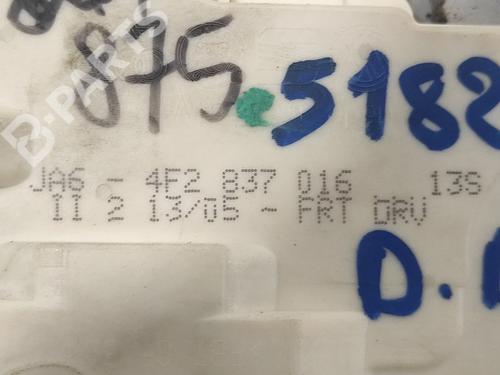 B-PARTS
875.5182
JA6 - 4F2 837 016 13S
II 2 13/05 - FRT DRV
D.